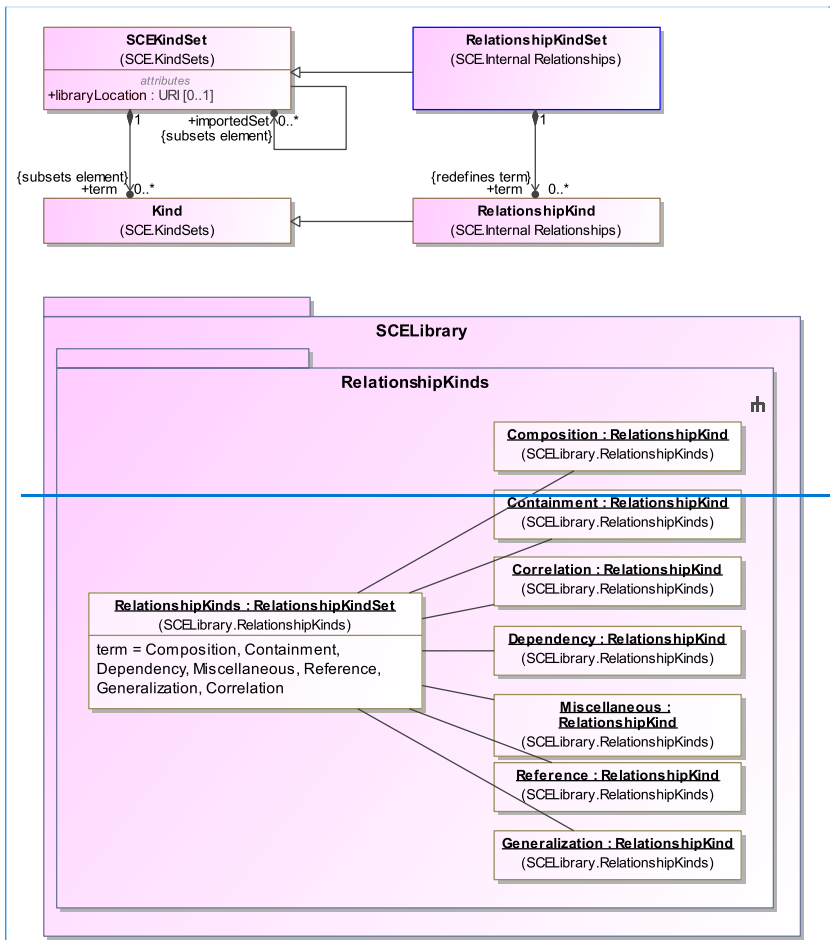 SCEKindSet
(SCE.KindSets)
attributes
+libraryLocation : URI [0..1]
RelationshipKindSet
(SCE.Internal Relationships)
1
+importedSet 0..*
{subsets element}
1
{subsets element}
+term 0..*
{redefines term}
+term 0..*
Kind
(SCE.KindSets)
RelationshipKind
(SCE.Internal Relationships)
SCELibrary
RelationshipKinds
Composition : RelationshipKind
(SCELibrary.RelationshipKinds)
Containment : RelationshipKind
(SCELibrary.RelationshipKinds)
Correlation : RelationshipKind
(SCELibrary.RelationshipKinds)
RelationshipKinds : RelationshipKindSet
(SCELibrary.RelationshipKinds)
term = Composition, Containment,
Dependency, Miscellaneous, Reference,
Generalization, Correlation
Dependency : RelationshipKind
(SCELibrary.RelationshipKinds)
Miscellaneous :
RelationshipKind
(SCELibrary.RelationshipKinds)
Reference : RelationshipKind
(SCELibrary.RelationshipKinds)
Generalization : RelationshipKind
(SCELibrary.RelationshipKinds)